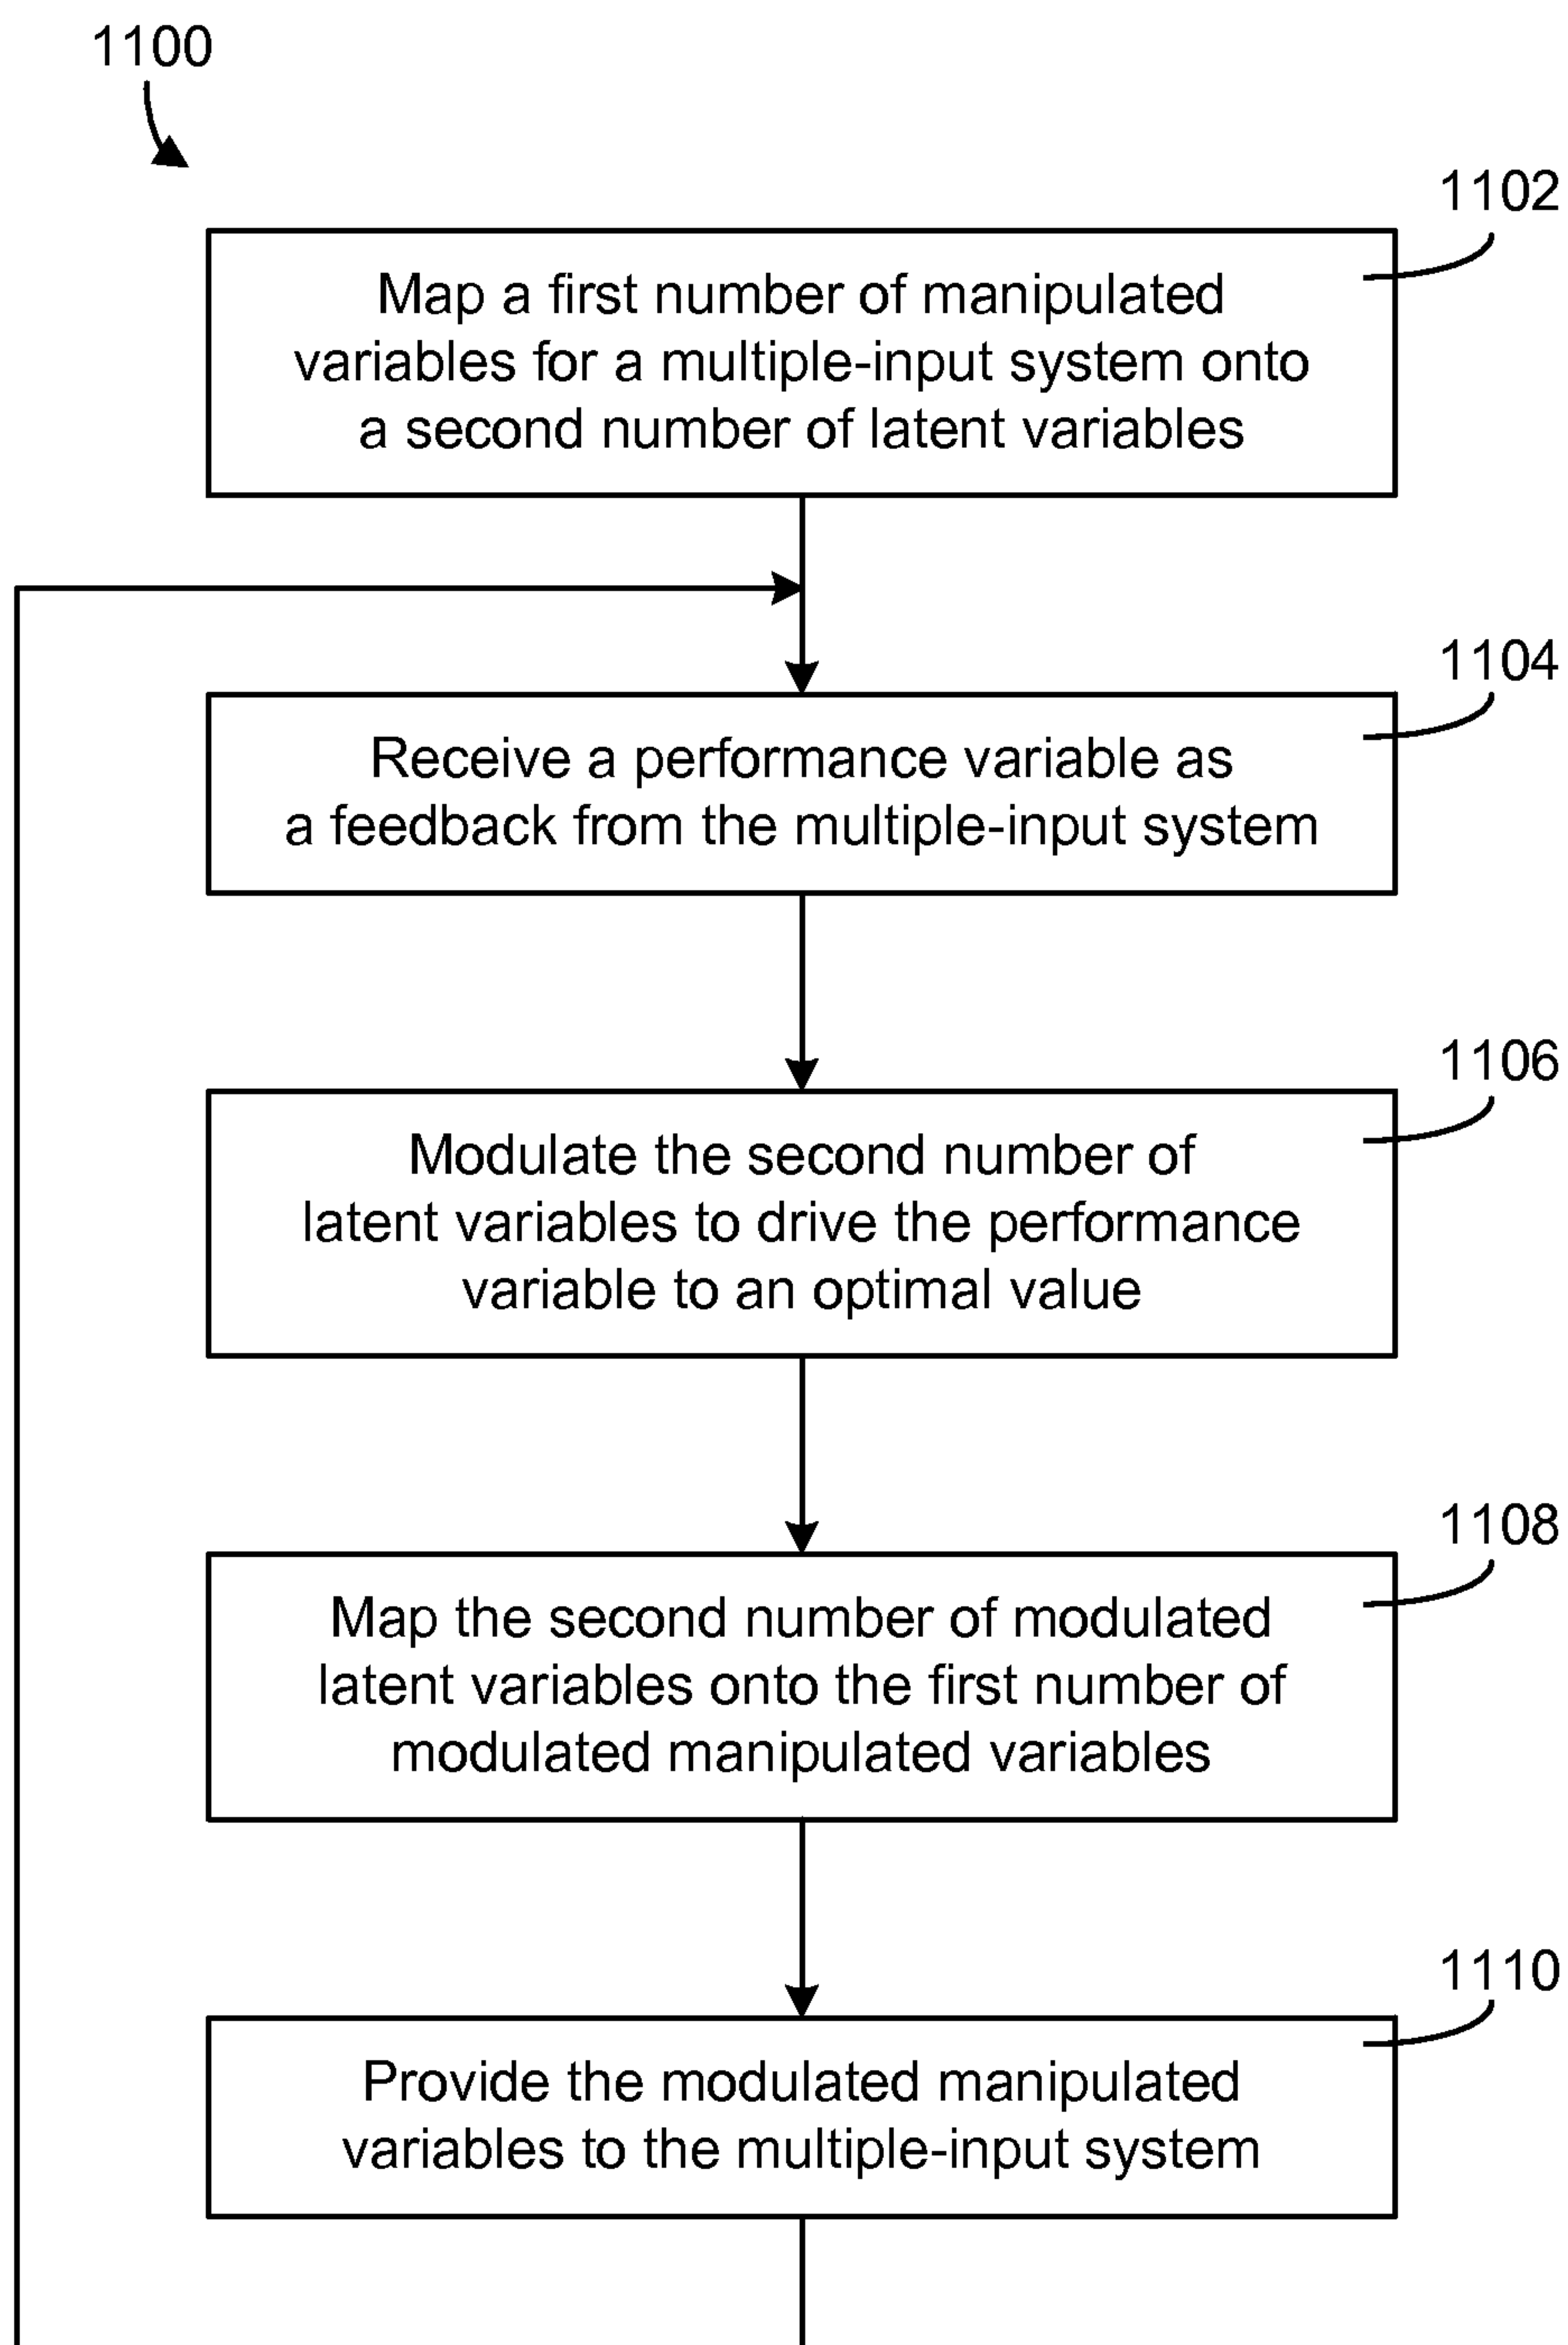 1100
1102
Map a first number of manipulated
variables for a multiple-input system onto
a second number of latent variables
1104
Receive a performance variable as
a feedback from the multiple-input system
1106
Modulate the second number of
latent variables to drive the performance
variable to an optimal value
1108
Map the second number of modulated
latent variables onto the first number of
modulated manipulated variables
1110
Provide the modulated manipulated
variables to the multiple-input system